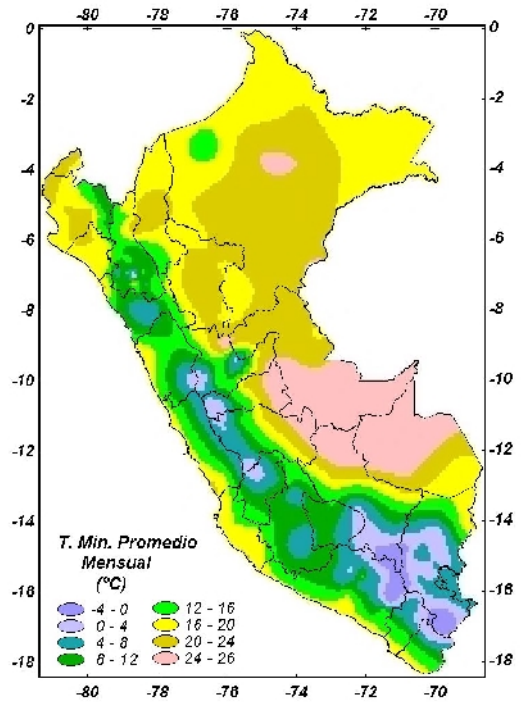 -80 -78 -76 -74 -72 -70
0 0
-2 -2
-4 -4
-6 -6
-8 -8
-10 -10
-12 -12
-14 -14
-16 -16
-18 -18
T. Min. Promedio
Mensual
(°C)
-4 - 0 12 - 16
0 - 4 16 - 20
4 - 8 20 - 24
8 - 12 24 - 26
-80 -78 -76 -74 -72 -70